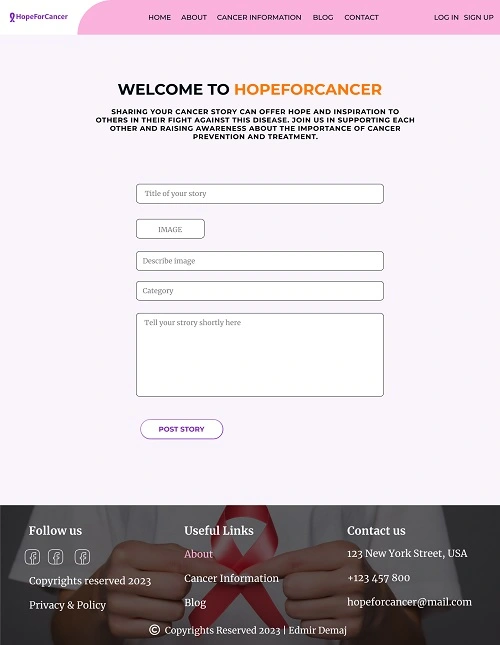 HopeForCancer
HOME ABOUT CANCER INFORMATION BLOG CONTACT LOG IN SIGN UP
WELCOME TO HOPEFORCANCER
SHARING YOUR CANCER STORY CAN OFFER HOPE AND INSPIRATION TO
OTHERS IN THEIR FIGHT AGAINST THIS DISEASE. JOIN US IN SUPPORTING EACH
OTHER AND RAISING AWARENESS ABOUT THE IMPORTANCE OF CANCER
PREVENTION AND TREATMENT.
Title of your story
IMAGE
Describe image
Category
Tell your strory shortly here
POST STORY
Follow us
Copyrights reserved 2023
Privacy & Policy
Useful Links
About
Cancer Information
Blog
Contact us
123 New York Street, USA
+123 457 800
hopeforcancer@mail.com
© Copyrights Reserved 2023 | Edmir Demaj